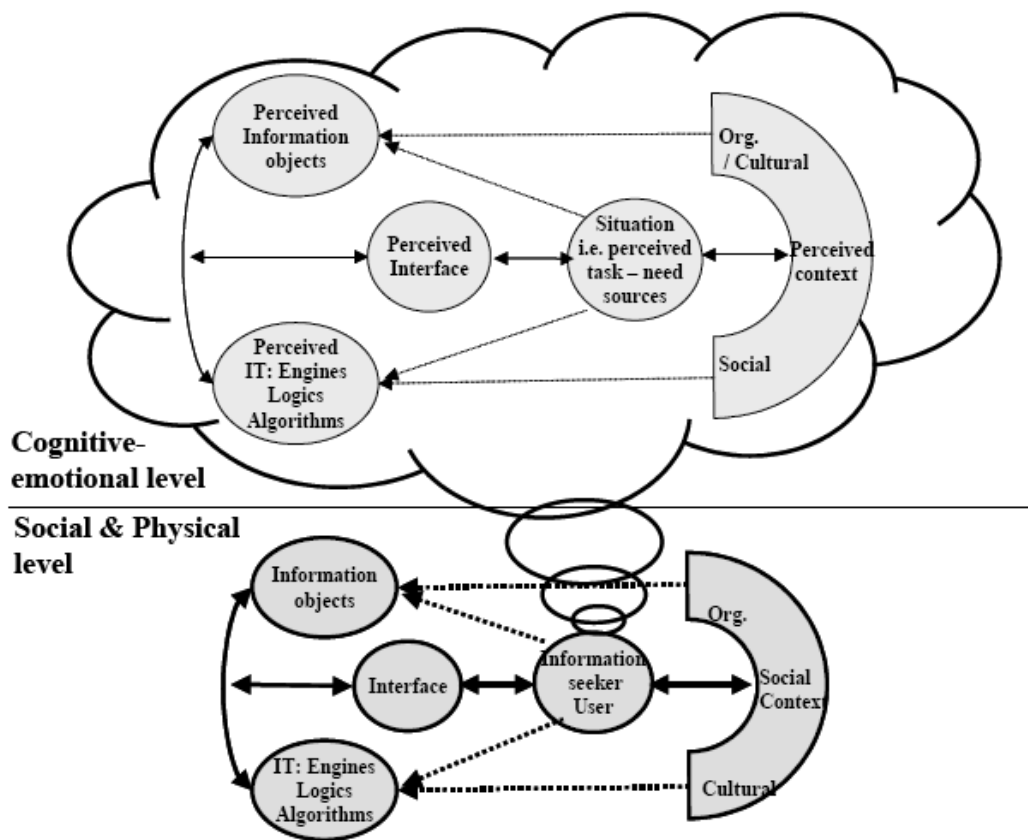 Perceived
Information
objects
Org.
/ Cultural
Perceived
Interface
Situation
i.e. perceived
task – need
sources
Perceived
context
Perceived
IT: Engines
Logics
Algorithms
Social
Cognitive-
emotional level
Social & Physical
level
Information
objects
Org.
Interface
Information
seeker
User
Social
Context
IT: Engines
Logics
Algorithms
Cultural